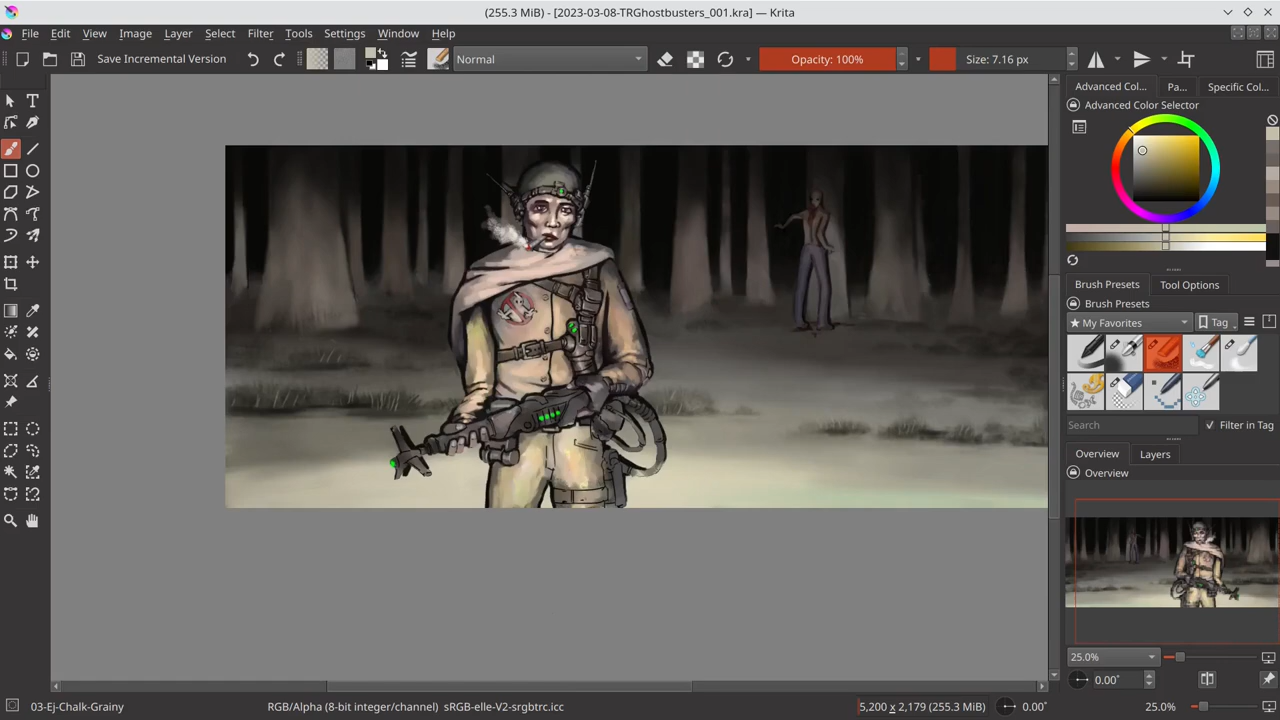 (255.3 MiB) - [2023-03-08-TRGhostbusters_001.kra] — Krita
File Edit View Image Layer Select Filter Tools Settings Window Help
Save Incremental Version
Normal
Opacity: 100%
Size: 7.16 px
Advanced Col...
Pa...
Specific Col...
Advanced Color Selector
Brush Presets
Tool Options
Brush Presets
★ My Favorites
Tag
Search
Filter in Tag
Overview
Layers
Overview
25.0%
0.00°
03-Ej-Chalk-Grainy
RGB/Alpha (8-bit integer/channel) sRGB-elle-V2-srgbtrc.icc
5,200 x 2,179 (255.3 MiB)
0.00°
25.0%